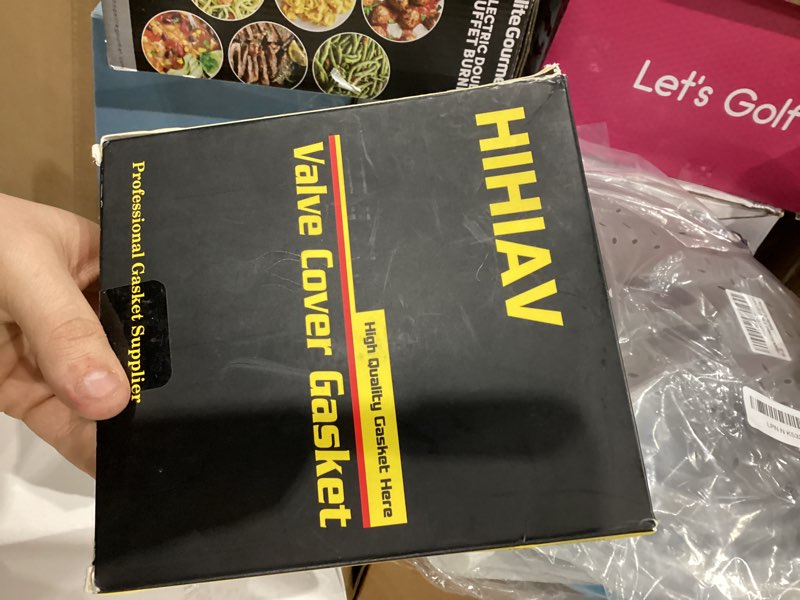 HIHIAV
High Quality Gasket Here
Valve Cover Gasket
Professional Gasket Supplier
Let's Golf